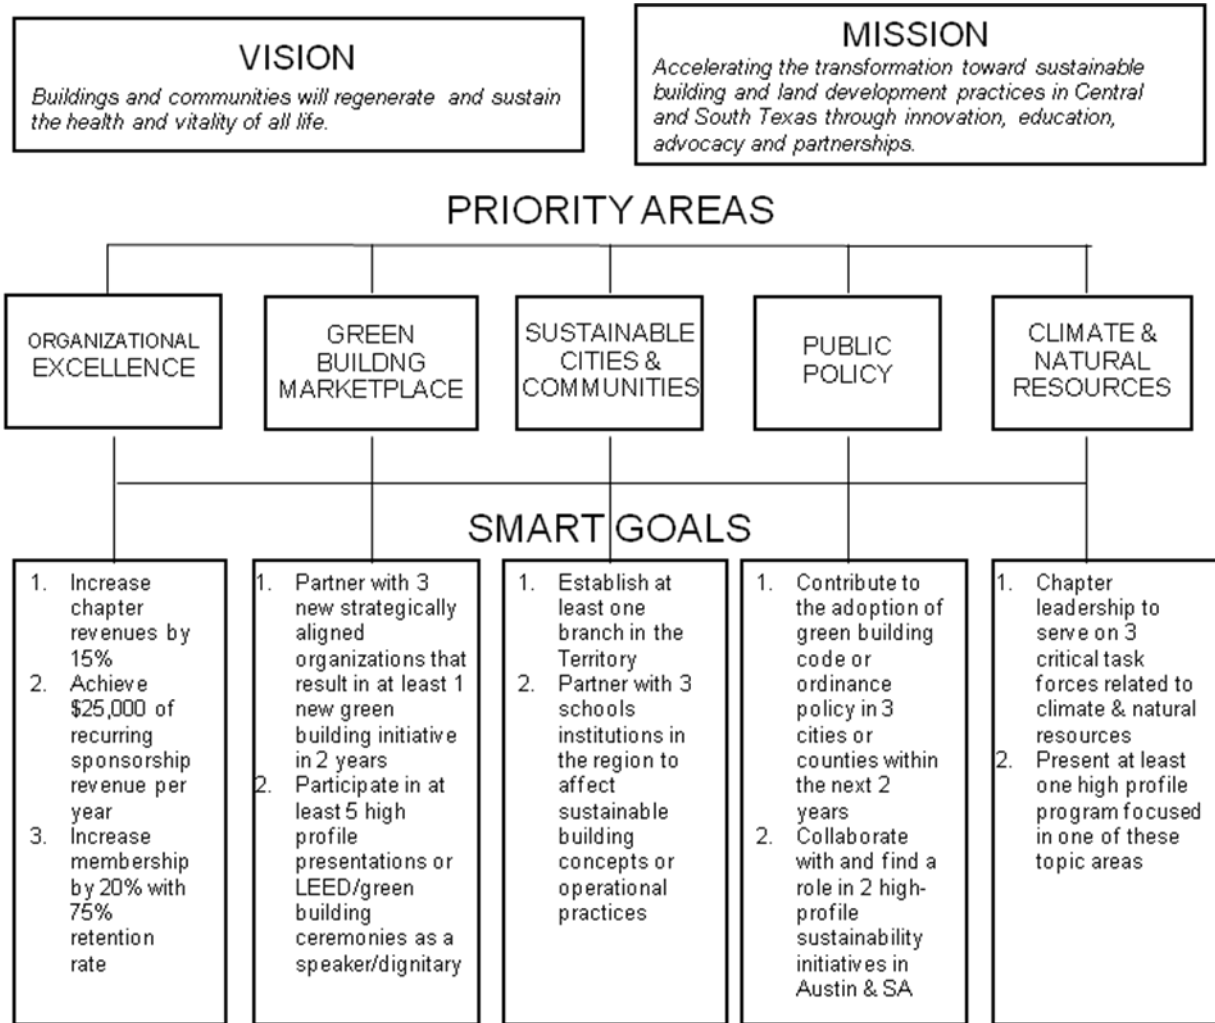 VISION
Buildings and communities will regenerate and sustain
the health and vitality of all life.
MISSION
Accelerating the transformation toward sustainable
building and land development practices in Central
and South Texas through innovation, education,
advocacy and partnerships.
PRIORITY AREAS
ORGANIZATIONAL
EXCELLENCE
GREEN
BUILDNG
MARKETPLACE
SUSTAINABLE
CITIES &
COMMUNITIES
PUBLIC
POLICY
CLIMATE &
NATURAL
RESOURCES
SMART GOALS
1. Increase
chapter
revenues by
15%
2. Achieve
$25,000 of
recurring
sponsorship
revenue per
year
3. Increase
membership
by 20% with
75%
retention
rate
1. Partner with 3
new strategically
aligned
organizations that
result in at least 1
new green
building initiative
in 2 years
2. Participate in at
least 5 high
profile
presentations or
LEED/green
building
ceremonies as a
speaker/dignitary
1. Establish at
least one
branch in the
Territory
2. Partner with 3
schools
institutions in
the region to
affect
sustainable
building
concepts or
operational
practices
1. Contribute to
the adoption of
green building
code or
ordinance
policy in 3
cities or
counties within
the next 2
years
2. Collaborate
with and find a
role in 2 high-
profile
sustainability
initiatives in
Austin & SA
1. Chapter
leadership to
serve on 3
critical task
forces related to
climate & natural
resources
2. Present at least
one high profile
program focused
in one of these
topic areas